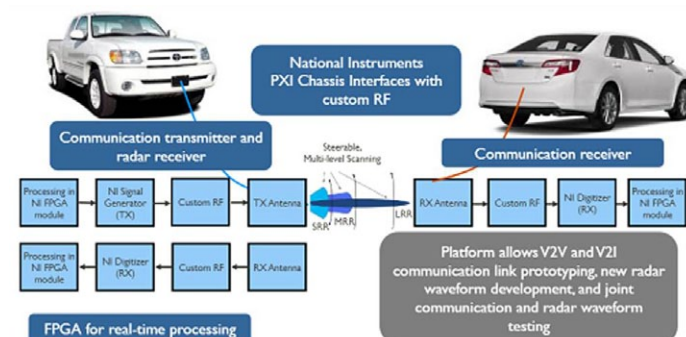 National Instruments
PXI Chassis Interfaces with
custom RF
Communication transmitter and
radar receiver
Steerable,
Multi-level Scanning
Communication receiver
Processing in
NI FPGA
module
NI Signal
Generator
(TX)
Custom RF
TX Antenna
SRR
MRR
LRR
RX Antenna
Custom RF
NI Digitizer
(RX)
Processing in
NI FPGA
module
Processing in
NI FPGA
module
NI Digitizer
(RX)
Custom RF
RX Antenna
Platform allows V2V and V2I
communication link prototyping, new radar
waveform development, and joint
communication and radar waveform
testing
FPGA for real-time processing